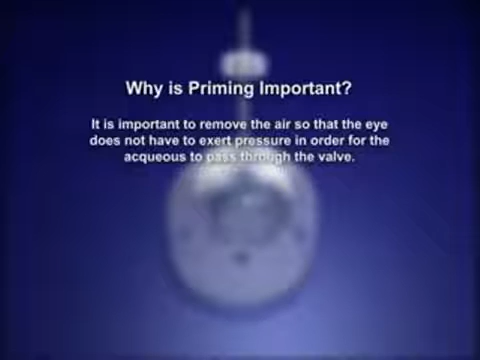 Why is Priming Important?
It is important to remove the air so that the eye
does not have to exert pressure in order for the
acqueous to pass through the valve.